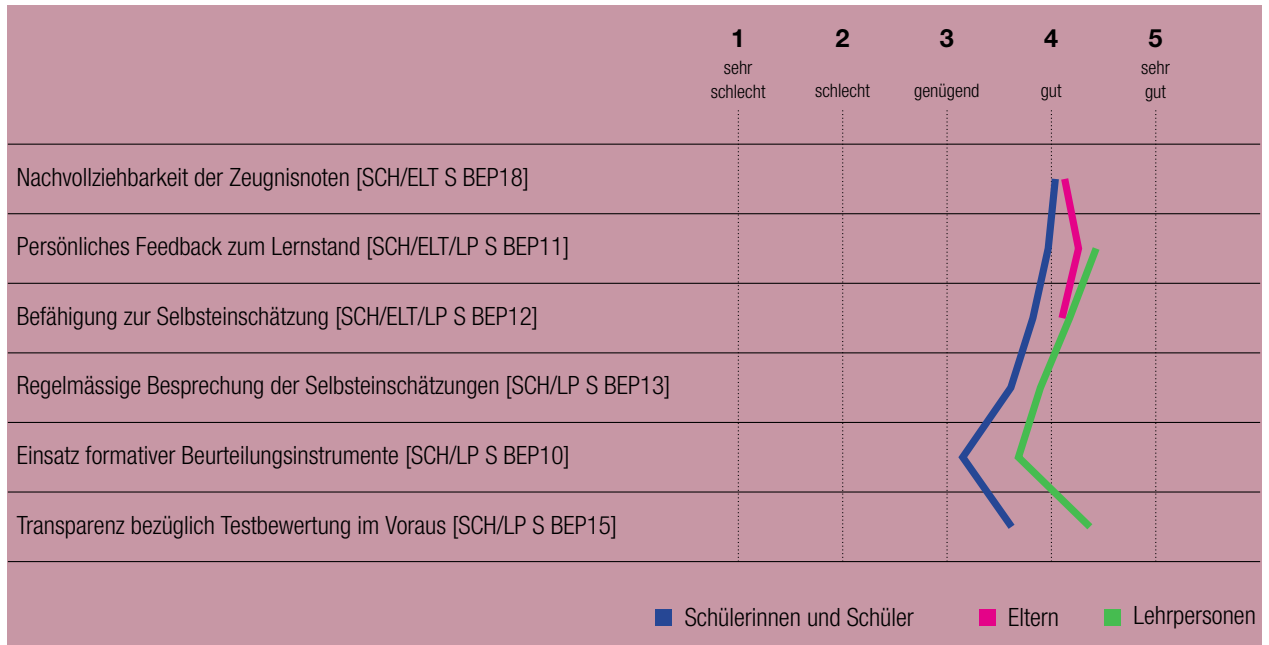 1 2 3 4 5
sehr schlecht schlecht genügend gut sehr gut
Nachvollziehbarkeit der Zeugnisnoten [SCH/ELT S BEP18]
Persönliches Feedback zum Lernstand [SCH/ELT/LP S BEP11]
Befähigung zur Selbsteinschätzung [SCH/ELT/LP S BEP12]
Regelmässige Besprechung der Selbsteinschätzungen [SCH/LP S BEP13]
Einsatz formativer Beurteilungsinstrumente [SCH/LP S BEP10]
Transparenz bezüglich Testbewertung im Voraus [SCH/LP S BEP15]
Schülerinnen und Schüler Eltern Lehrpersonen